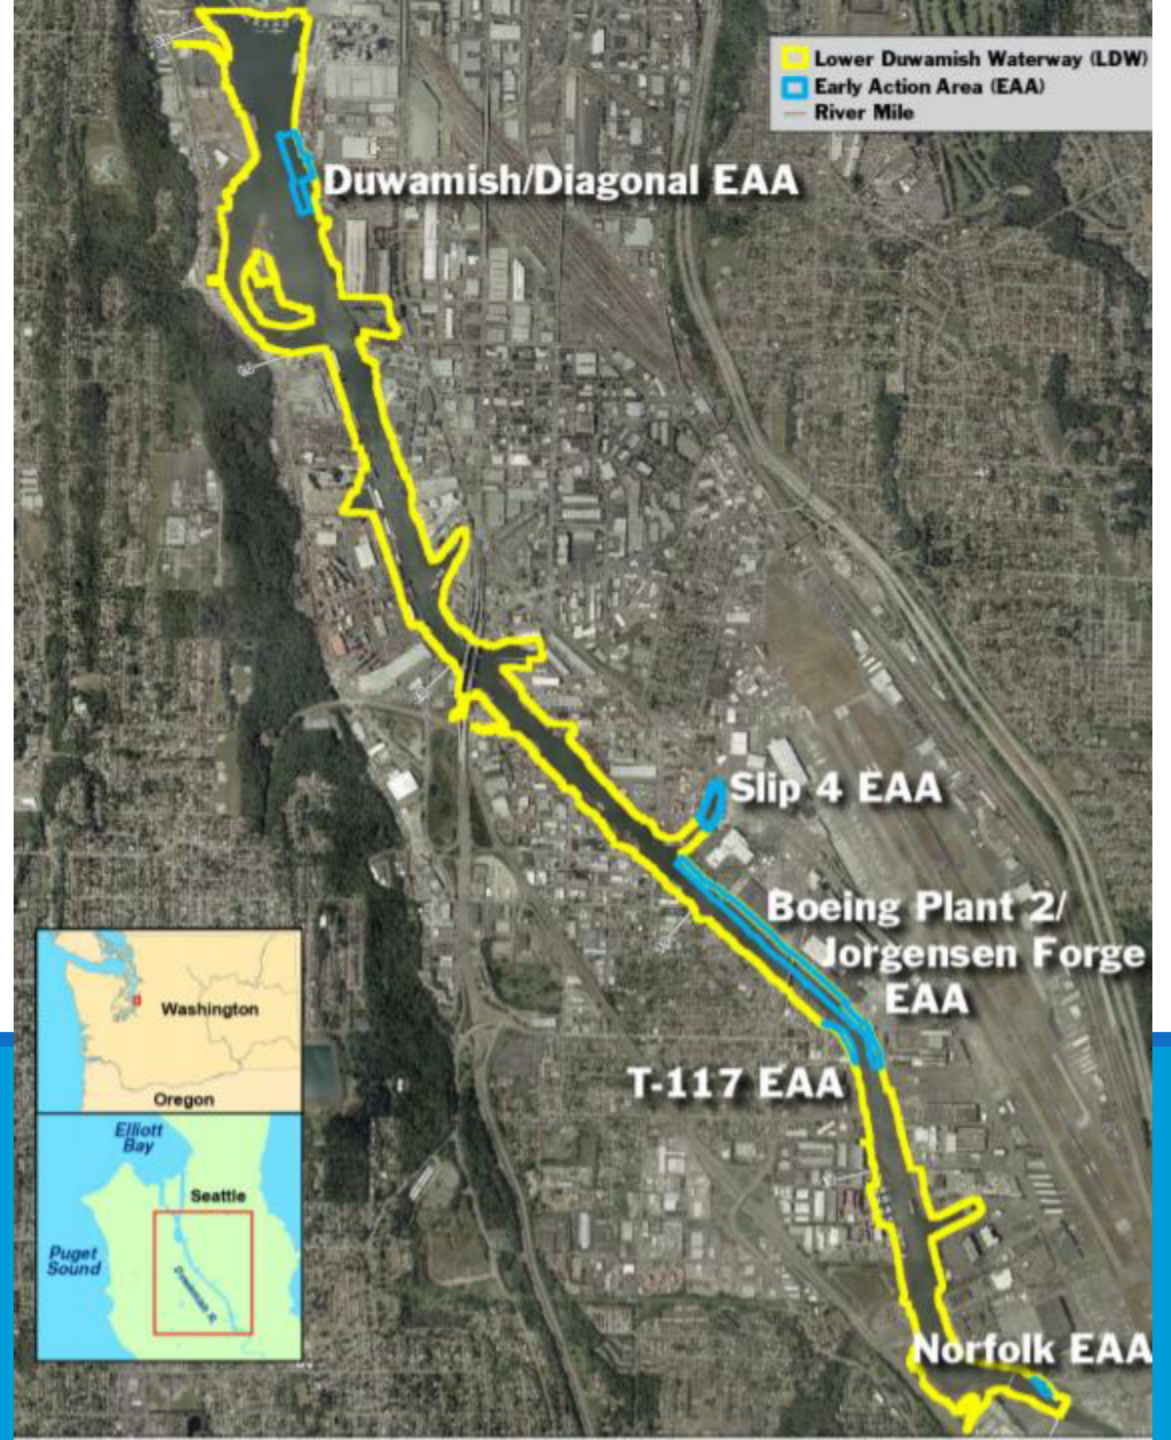 Lower Duwamish Waterway (LDW)
Early Action Area (EAA)
River Mile
Duwamish/Diagonal EAA
Slip 4 EAA
Boeing Plant 2/
Jorgensen Forge
EAA
T-117 EAA
Norfolk EAA
Washington
Oregon
Elliott
Bay
Seattle
Puget
Sound
Duwamish R.